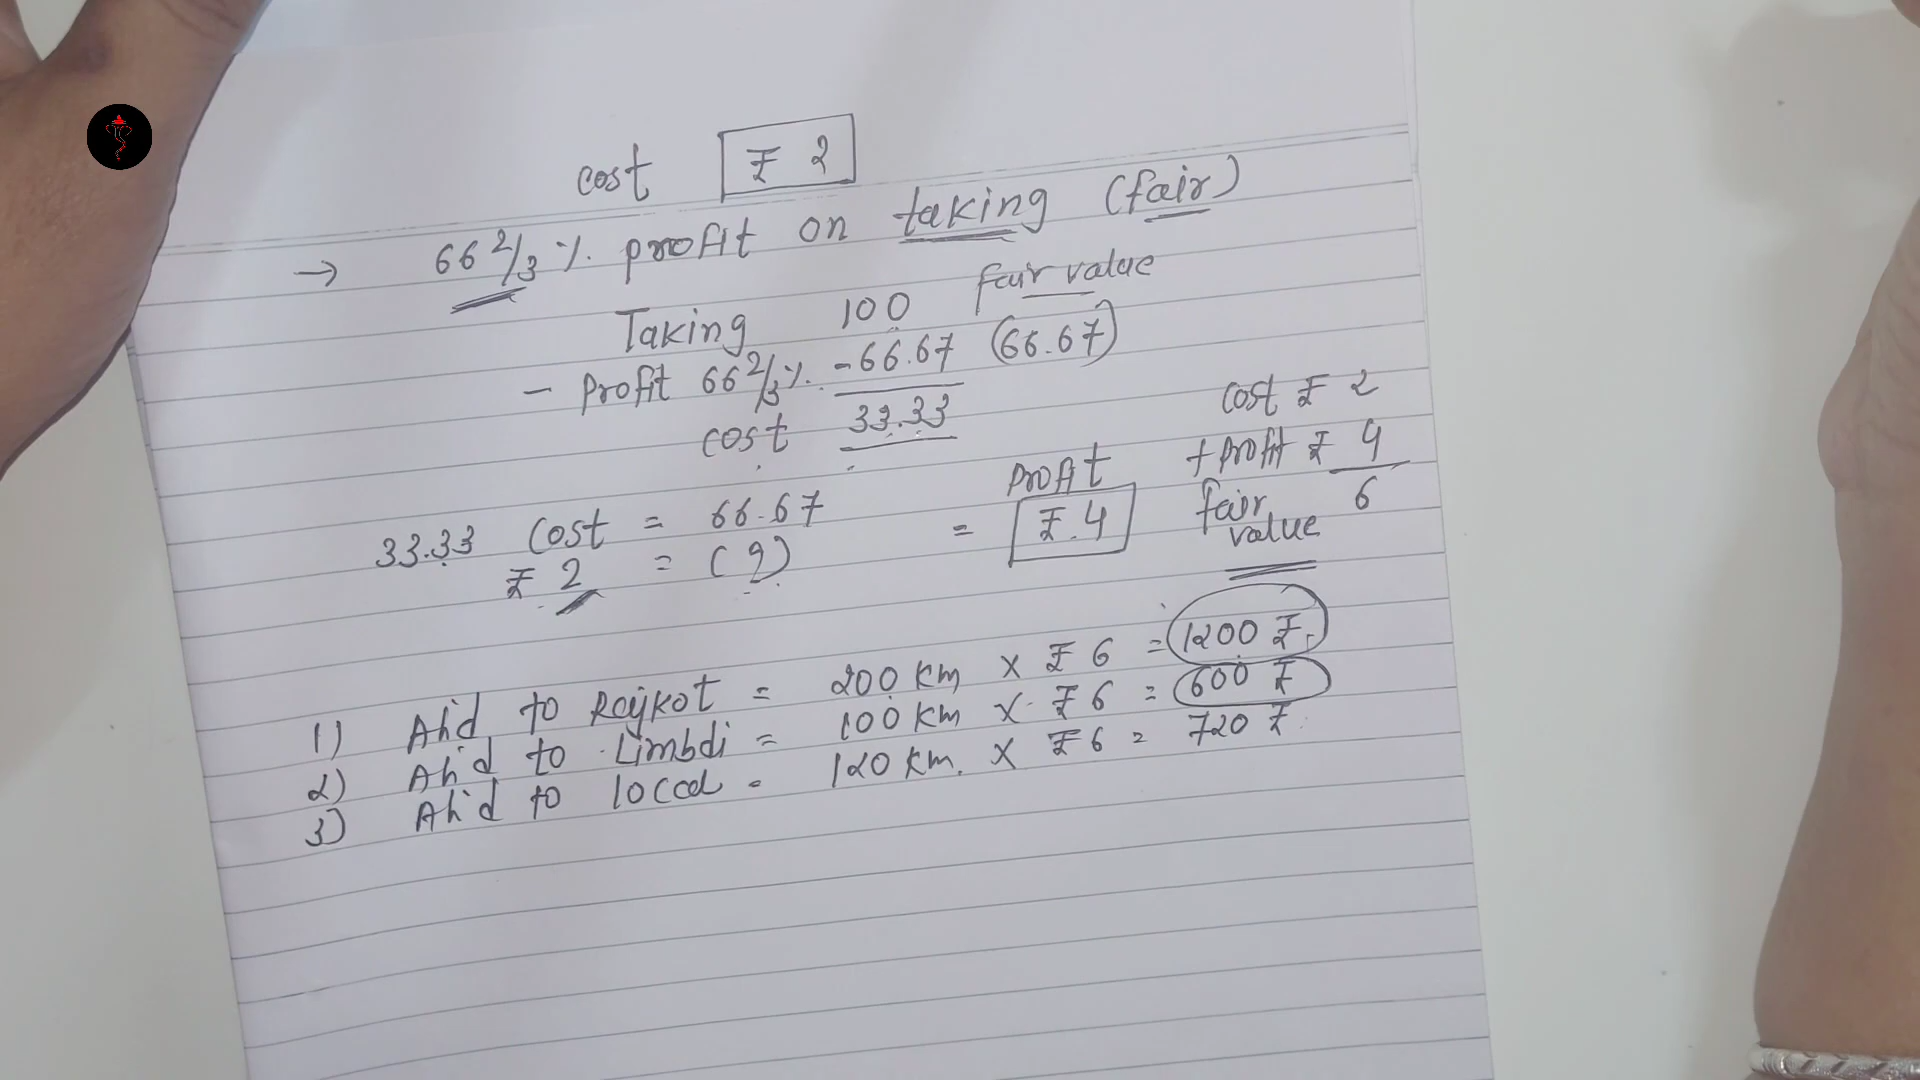 cost ₹ 2
→ 66 2/3 %. profit on taking (fair)
Taking 100 fair value
- Profit 66 2/3 %. -66.67 (66.67)
cost 33.33
cost ₹ 2
+ Profit ₹ 4
fair value 6
33.33 Cost = 66.67
₹ 2 = (?) = Profit ₹.4
1) Ah'd to Rajkot = 200 km x ₹ 6 = 1200 ₹.
2) Ah'd to Limbdi = 100 km x ₹ 6 = 600 ₹
3) Ah'd to local = 120 km. x ₹ 6 = 720 ₹.